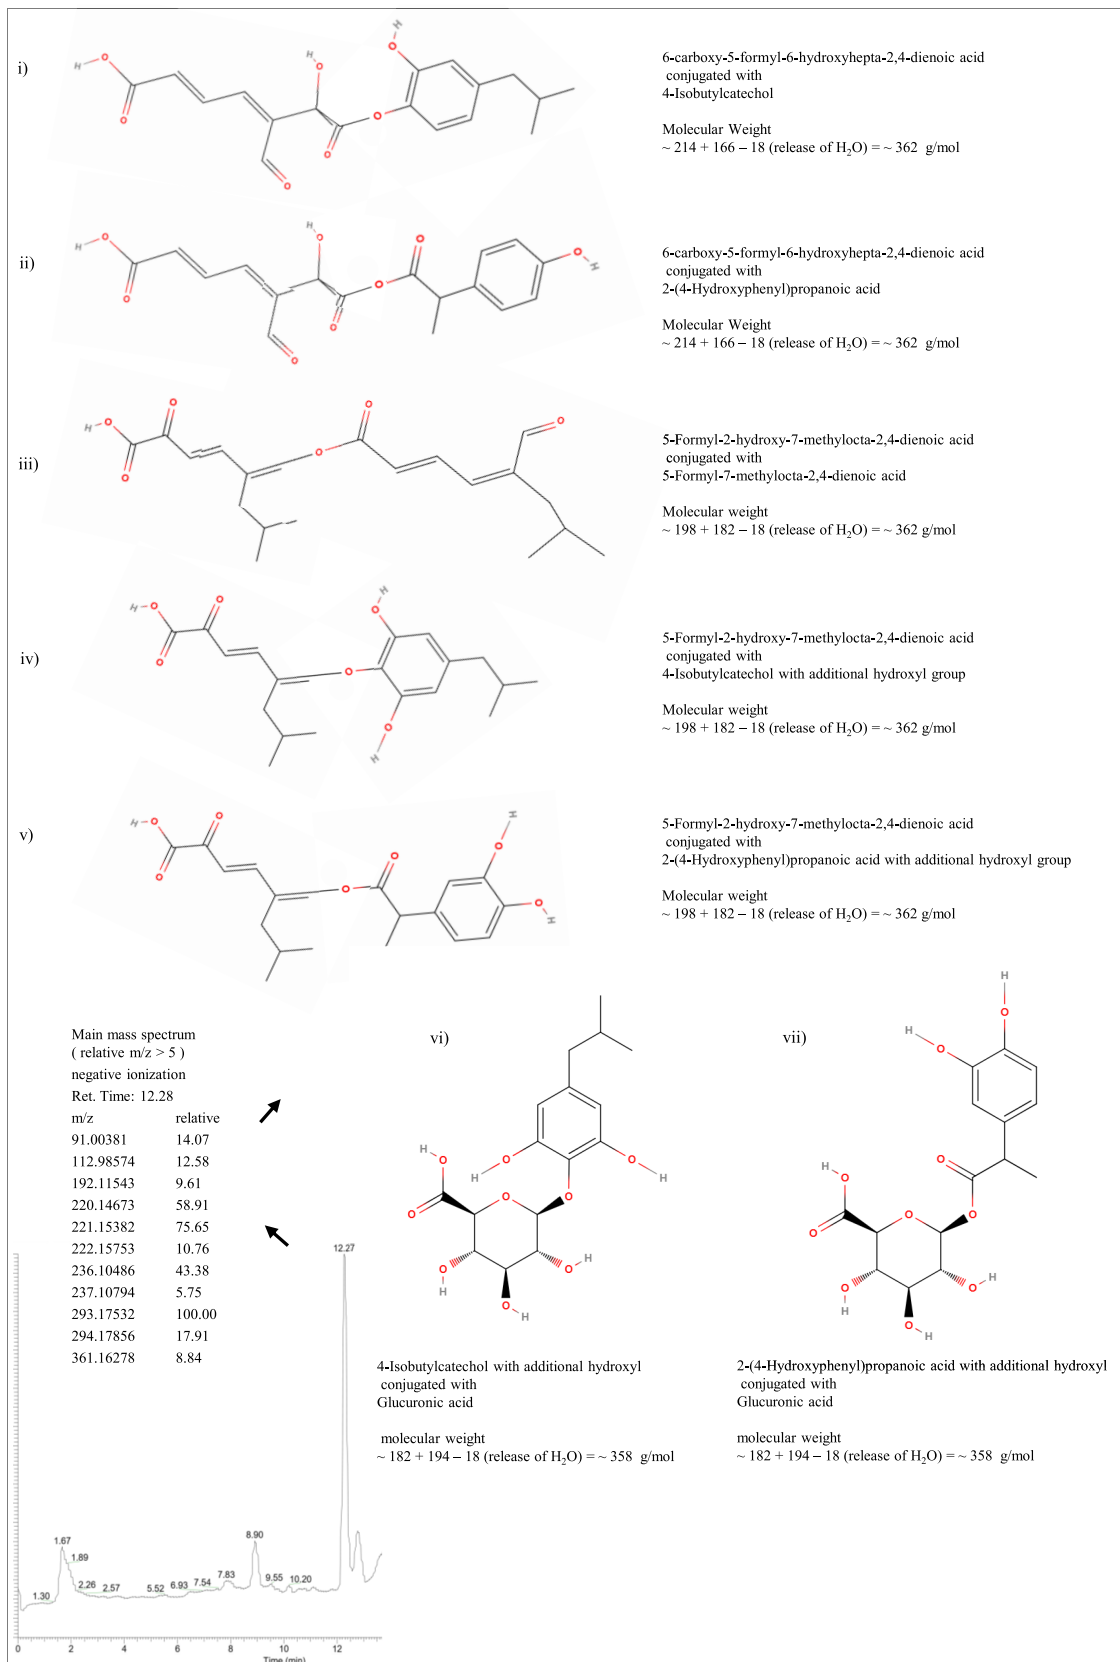 i)
6-carboxy-5-formyl-6-hydroxyhepta-2,4-dienoic acid
conjugated with
4-Isobutylcatechol
Molecular Weight
~ 214 + 166 – 18 (release of H₂O) = ~ 362 g/mol
H O O O H O O O H O
ii)
6-carboxy-5-formyl-6-hydroxyhepta-2,4-dienoic acid
conjugated with
2-(4-Hydroxyphenyl)propanoic acid
Molecular Weight
~ 214 + 166 – 18 (release of H₂O) = ~ 362 g/mol
H O O O H O O O O O H
iii)
5-Formyl-2-hydroxy-7-methylocta-2,4-dienoic acid
conjugated with
5-Formyl-7-methylocta-2,4-dienoic acid
Molecular weight
~ 198 + 182 – 18 (release of H₂O) = ~ 362 g/mol
H O O O O O O
iv)
5-Formyl-2-hydroxy-7-methylocta-2,4-dienoic acid
conjugated with
4-Isobutylcatechol with additional hydroxyl group
Molecular weight
~ 198 + 182 – 18 (release of H₂O) = ~ 362 g/mol
H O O O O O H O H
v)
5-Formyl-2-hydroxy-7-methylocta-2,4-dienoic acid
conjugated with
2-(4-Hydroxyphenyl)propanoic acid with additional hydroxyl group
Molecular weight
~ 198 + 182 – 18 (release of H₂O) = ~ 362 g/mol
H O O O O O O H O H
Main mass spectrum
( relative m/z > 5 )
negative ionization
Ret. Time: 12.28
m/z relative
91.00381 14.07
112.98574 12.58
192.11543 9.61
220.14673 58.91
221.15382 75.65
222.15753 10.76
236.10486 43.38
237.10794 5.75
293.17532 100.00
294.17856 17.91
361.16278 8.84
12.27
1.67
1.89
2.26
2.57
1.30
5.52
6.93
7.54
7.83
8.90
9.55
10.20
0 2 4 6 8 10 12
Time (min)
vi)
H O O H O O H O O O H O H O H
4-Isobutylcatechol with additional hydroxyl
conjugated with
Glucuronic acid
molecular weight
~ 182 + 194 – 18 (release of H₂O) = ~ 358 g/mol
vii)
H O H O O O H O O O O H O H O H
2-(4-Hydroxyphenyl)propanoic acid with additional hydroxyl
conjugated with
Glucuronic acid
molecular weight
~ 182 + 194 – 18 (release of H₂O) = ~ 358 g/mol